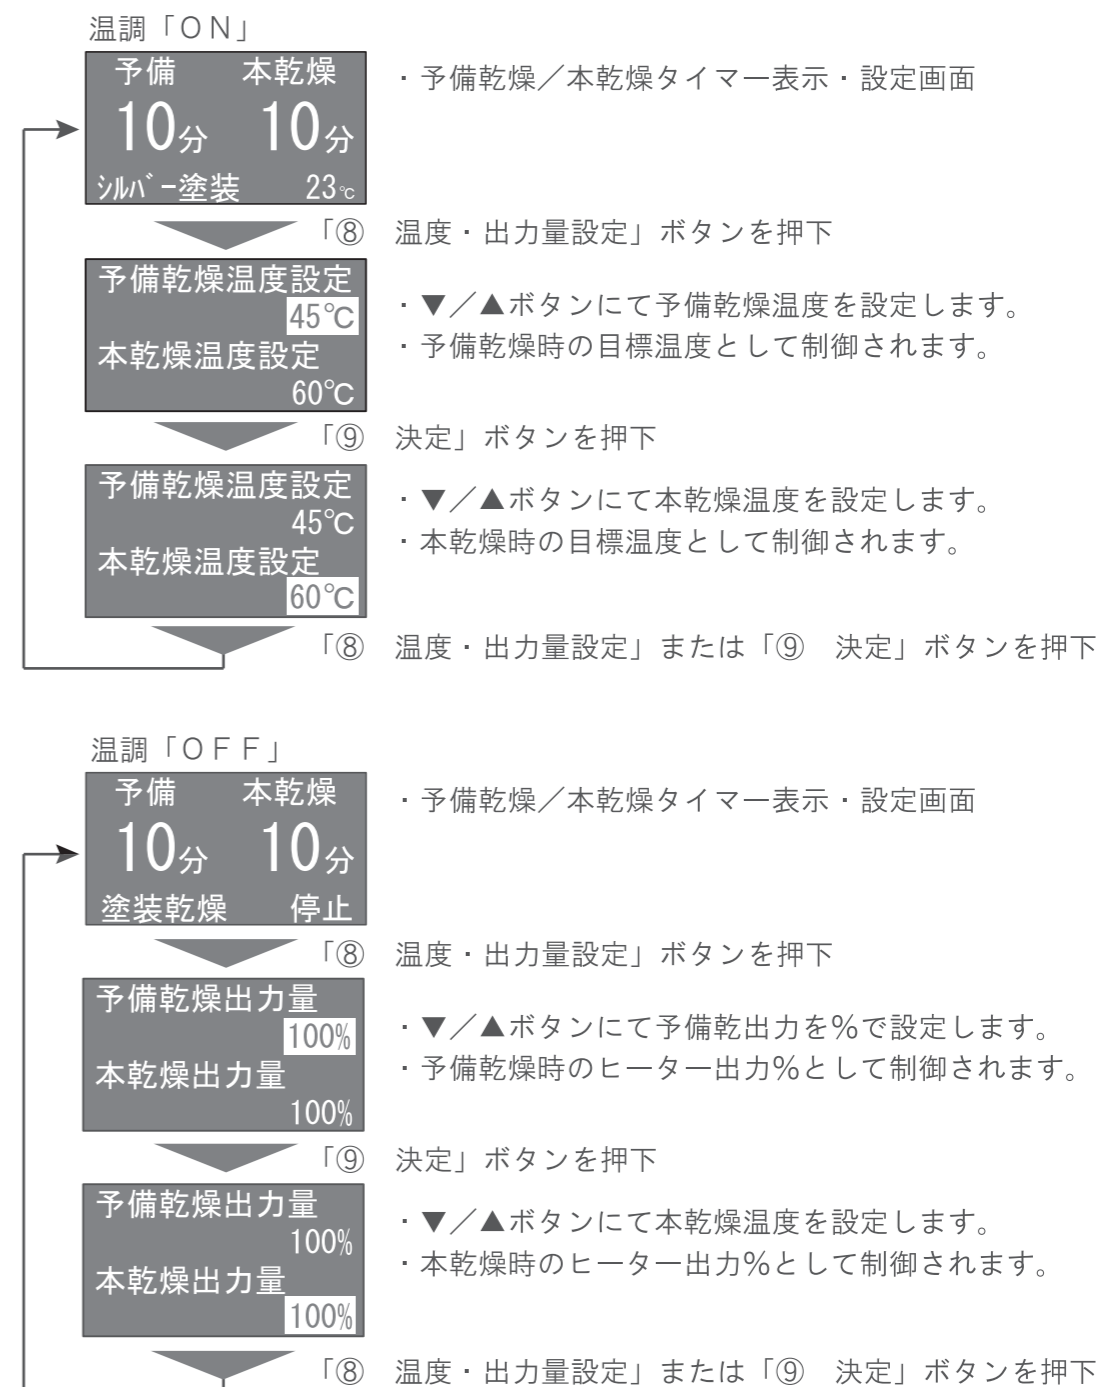 温調「ON」
予備 本乾燥
10分 10分
ｼﾙﾊﾞｰ塗装 23℃
・予備乾燥／本乾燥タイマー表示・設定画面
「⑧ 温度・出力量設定」ボタンを押下
予備乾燥温度設定
45℃
本乾燥温度設定
60℃
・▼／▲ボタンにて予備乾燥温度を設定します。
・予備乾燥時の目標温度として制御されます。
「⑨ 決定」ボタンを押下
予備乾燥温度設定
45℃
本乾燥温度設定
60℃
・▼／▲ボタンにて本乾燥温度を設定します。
・本乾燥時の目標温度として制御されます。
「⑧ 温度・出力量設定」または「⑨ 決定」ボタンを押下
温調「OFF」
予備 本乾燥
10分 10分
塗装乾燥 停止
・予備乾燥／本乾燥タイマー表示・設定画面
「⑧ 温度・出力量設定」ボタンを押下
予備乾燥出力量
100%
本乾燥出力量
100%
・▼／▲ボタンにて予備乾出力を%で設定します。
・予備乾燥時のヒーター出力%として制御されます。
「⑨ 決定」ボタンを押下
予備乾燥出力量
100%
本乾燥出力量
100%
・▼／▲ボタンにて本乾燥温度を設定します。
・本乾燥時のヒーター出力%として制御されます。
「⑧ 温度・出力量設定」または「⑨ 決定」ボタンを押下